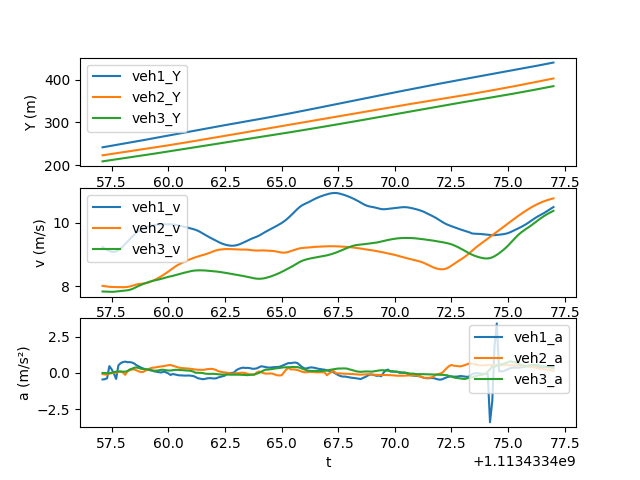 400
300
200
Y (m)
veh1_Y
veh2_Y
veh3_Y
57.5 60.0 62.5 65.0 67.5 70.0 72.5 75.0 77.5
10
8
v (m/s)
veh1_v
veh2_v
veh3_v
57.5 60.0 62.5 65.0 67.5 70.0 72.5 75.0 77.5
2.5
0.0
−2.5
a (m/s²)
veh1_a
veh2_a
veh3_a
57.5 60.0 62.5 65.0 67.5 70.0 72.5 75.0 77.5
t
+1.1134334e9